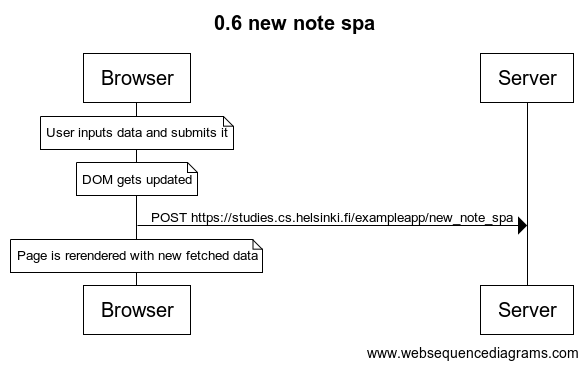 0.6 new note spa
Browser
Server
User inputs data and submits it
DOM gets updated
POST https://studies.cs.helsinki.fi/exampleapp/new_note_spa
Page is rerendered with new fetched data
Browser
Server
www.websequencediagrams.com